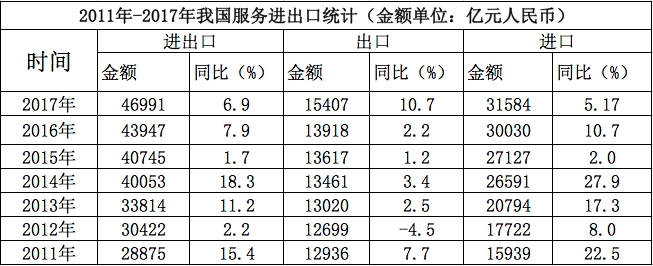 2011年-2017年我国服务进出口统计（金额单位：亿元人民币）
时间 进出口 出口 进口
金额 同比（%） 金额 同比（%） 金额 同比（%）
2017年 46991 6.9 15407 10.7 31584 5.17
2016年 43947 7.9 13918 2.2 30030 10.7
2015年 40745 1.7 13617 1.2 27127 2.0
2014年 40053 18.3 13461 3.4 26591 27.9
2013年 33814 11.2 13020 2.5 20794 17.3
2012年 30422 2.2 12699 -4.5 17722 8.0
2011年 28875 15.4 12936 7.7 15939 22.5